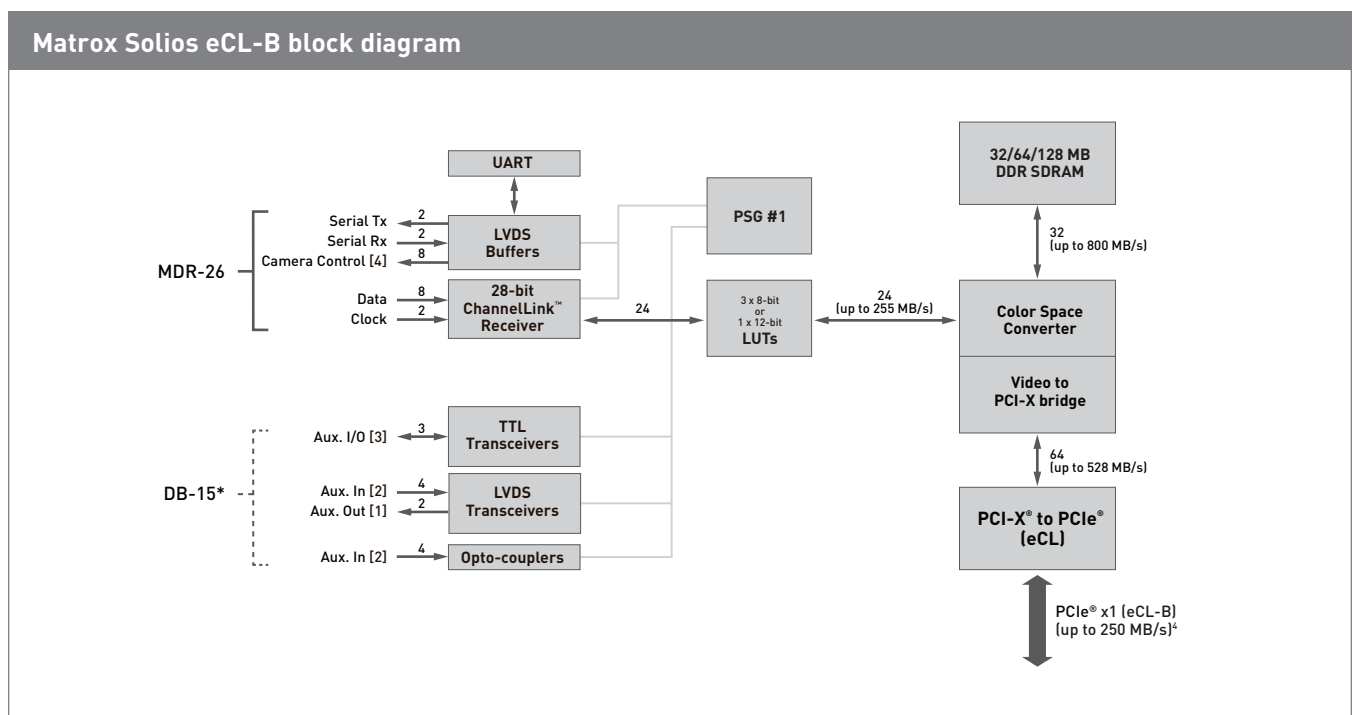 Matrox Solios eCL-B block diagram
UART
32/64/128 MB
DDR SDRAM
PSG #1
MDR-26
Serial Tx
2
Serial Rx
2
Camera Control [4]
8
LVDS
Buffers
32
(up to 800 MB/s)
Data
8
Clock
2
28-bit
ChannelLink™
Receiver
24
3 x 8-bit
or
1 x 12-bit
LUTs
24
(up to 255 MB/s)
Color Space
Converter
Video to
PCI-X bridge
DB-15*
Aux. I/O [3]
3
TTL
Transceivers
64
(up to 528 MB/s)
Aux. In [2]
4
Aux. Out [1]
2
LVDS
Transceivers
PCI-X® to PCIe®
(eCL)
Aux. In [2]
4
Opto-couplers
PCIe® x1 (eCL-B)
(up to 250 MB/s)⁴